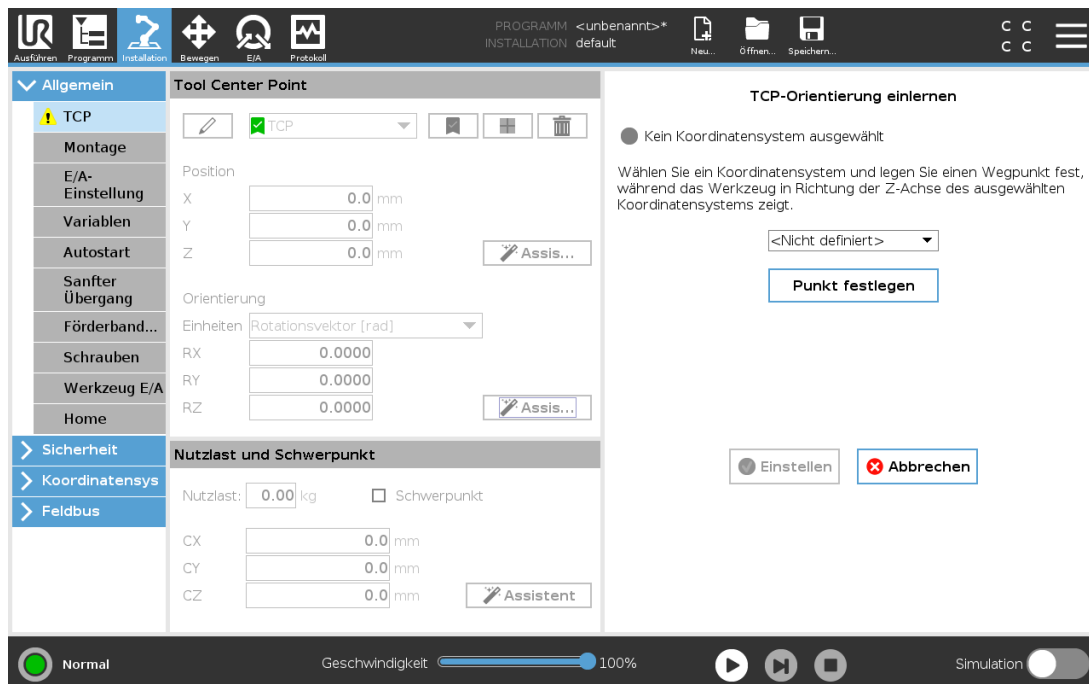 PROGRAMM <unbenannt>*
INSTALLATION default
Ausführen Programm Installation Bewegen E/A Protokoll
Neu... Öffnen... Speichern...
C C
C C
Allgemein
TCP
Montage
E/A-
Einstellung
Variablen
Autostart
Sanfter
Übergang
Förderband...
Schrauben
Werkzeug E/A
Home
Sicherheit
Koordinatensys
Feldbus
Tool Center Point
TCP
Position
X 0.0 mm
Y 0.0 mm
Z 0.0 mm Assis...
Orientierung
Einheiten Rotationsvektor [rad]
RX 0.0000
RY 0.0000
RZ 0.0000 Assis...
Nutzlast und Schwerpunkt
Nutzlast: 0.00 kg Schwerpunkt
CX 0.0 mm
CY 0.0 mm
CZ 0.0 mm Assistent
TCP-Orientierung einlernen
Kein Koordinatensystem ausgewählt
Wählen Sie ein Koordinatensystem und legen Sie einen Wegpunkt fest,
während das Werkzeug in Richtung der Z-Achse des ausgewählten
Koordinatensystems zeigt.
<Nicht definiert>
Punkt festlegen
Einstellen Abbrechen
Normal Geschwindigkeit 100% Simulation